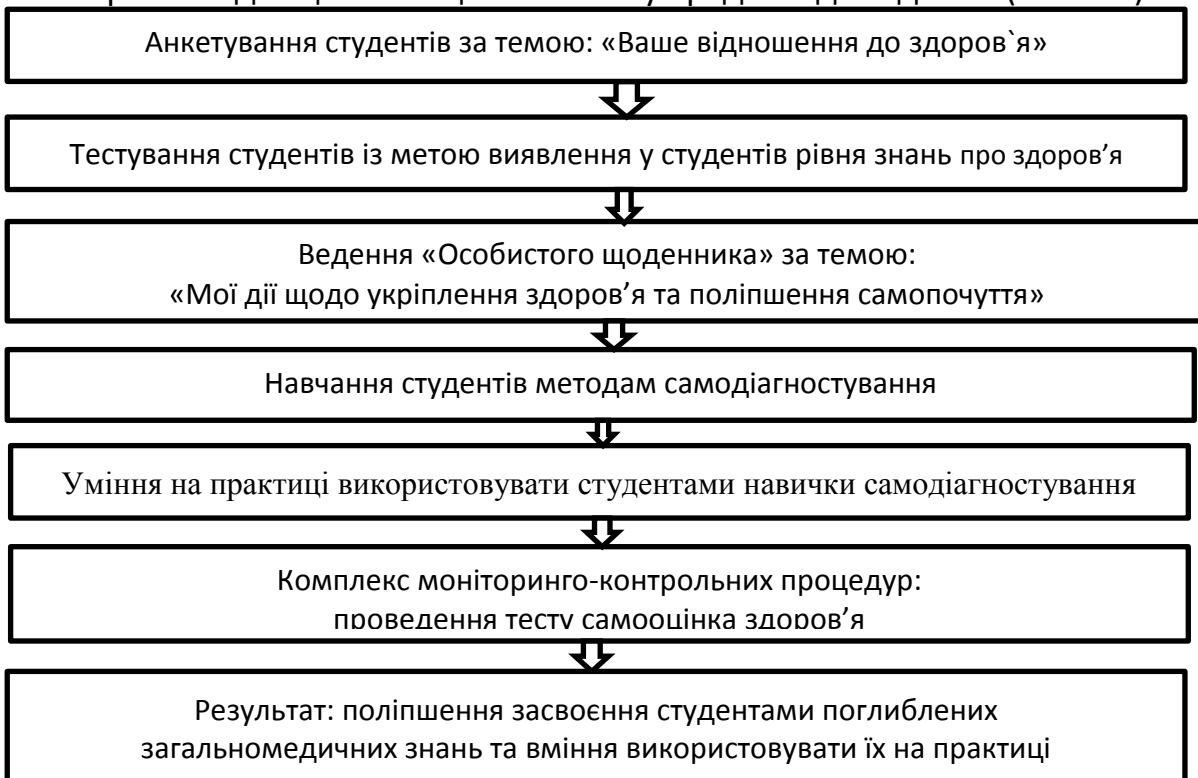 Анкетування студентів за темою: «Ваше відношення до здоров`я»
Тестування студентів із метою виявлення у студентів рівня знань про здоров’я
Ведення «Особистого щоденника» за темою:
«Мої дії щодо укріплення здоров’я та поліпшення самопочуття»
Навчання студентів методам самодіагностування
Уміння на практиці використовувати студентами навички самодіагностування
Комплекс моніторинго-контрольних процедур:
проведення тесту самооцінка здоров’я
Результат: поліпшення засвоєння студентами поглиблених
загальномедичних знань та вміння використовувати їх на практиці